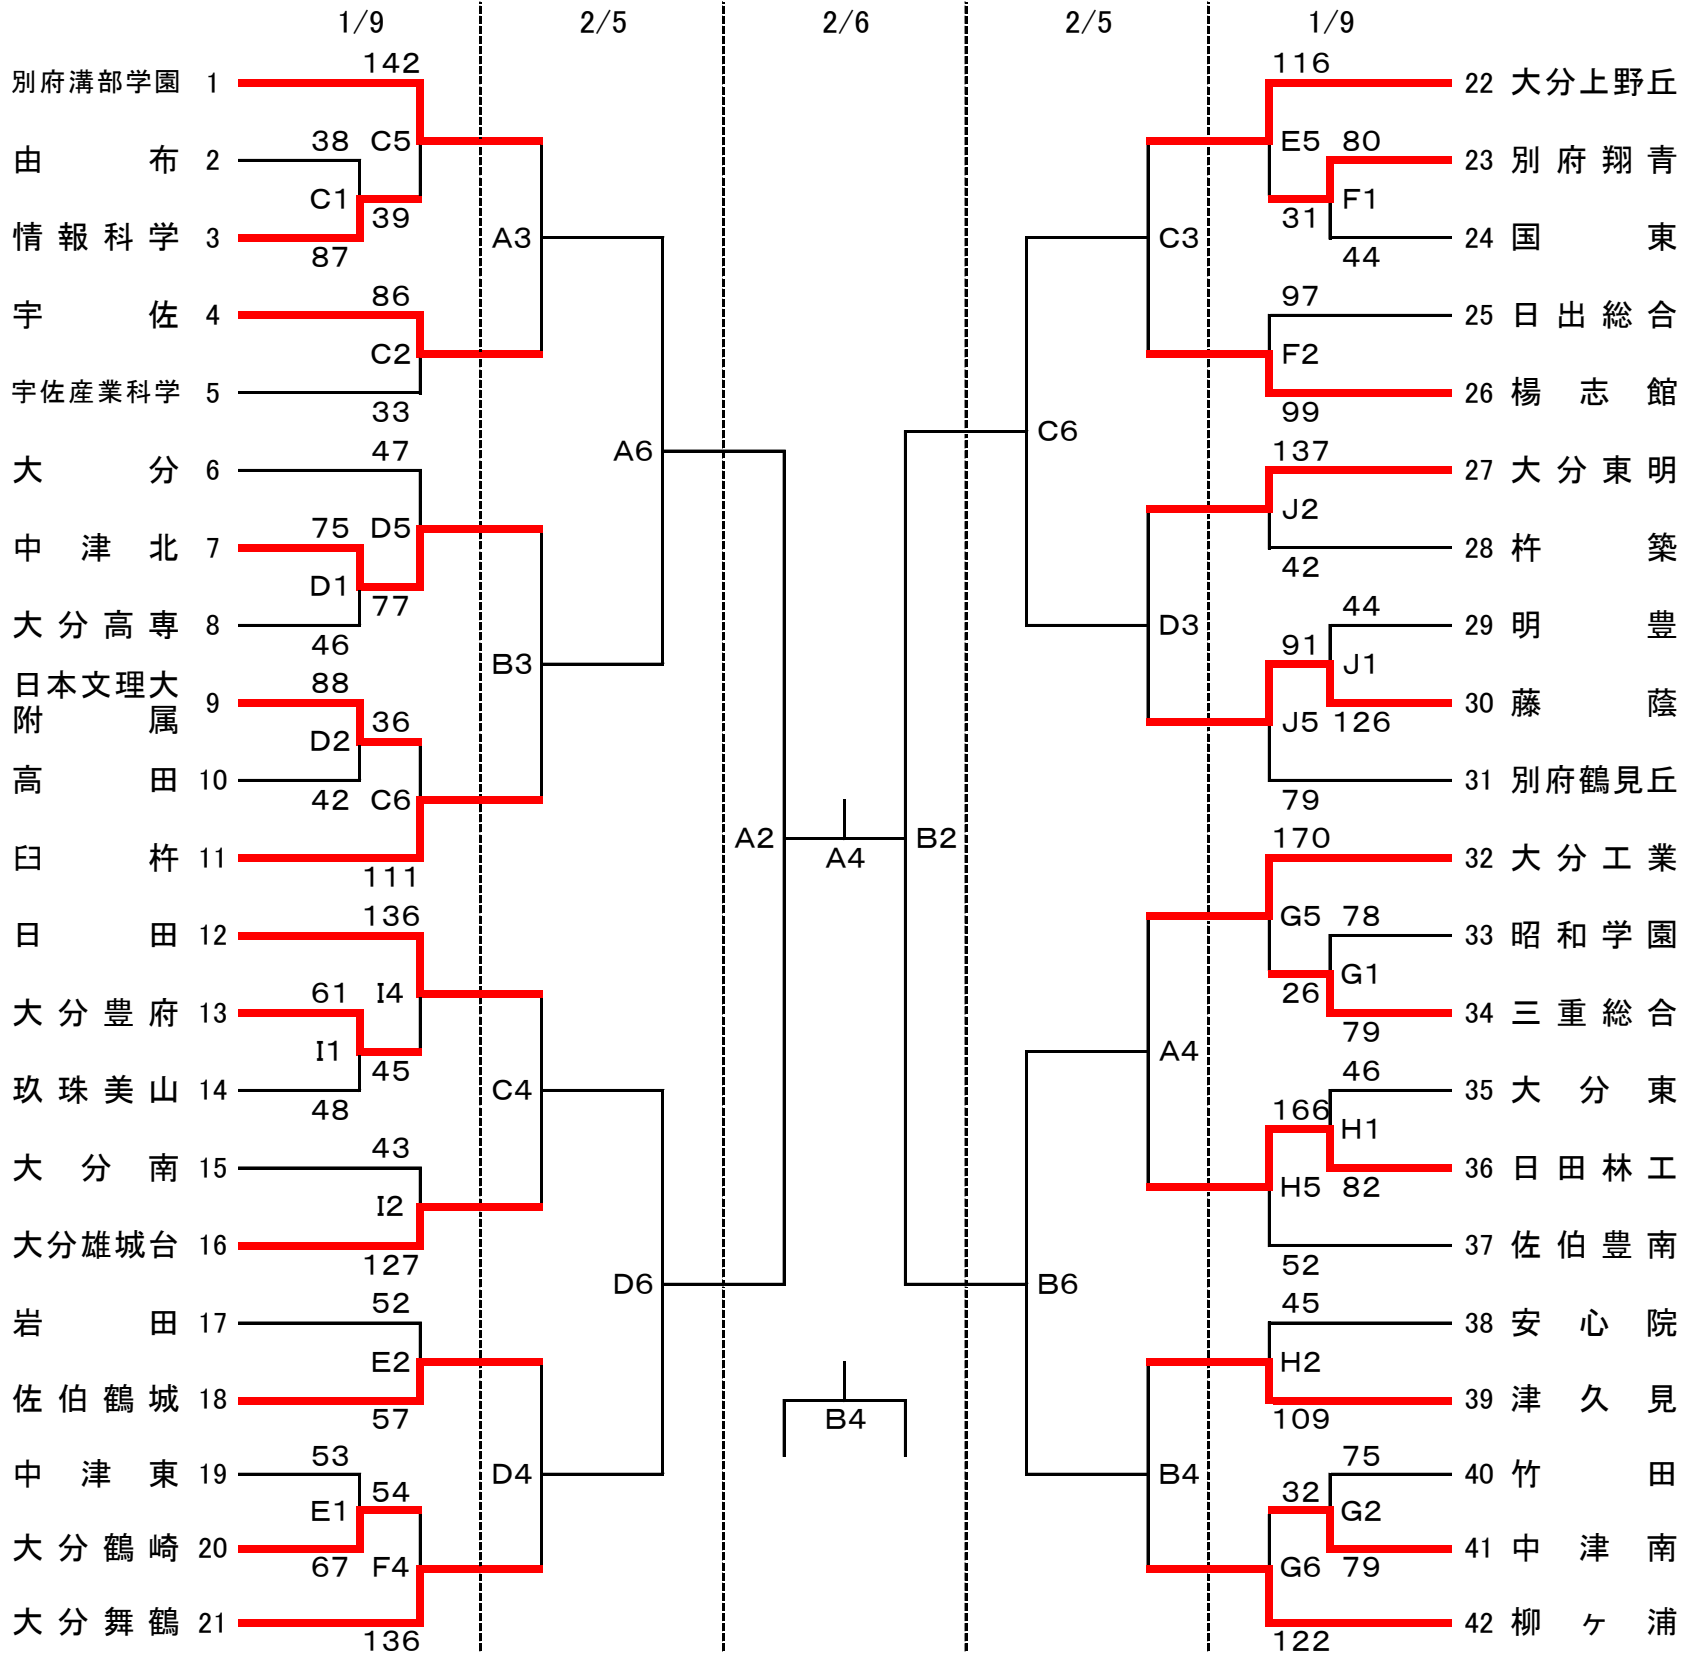 1/9 2/5 2/6 2/5 1/9
142 116
別府溝部学園 1 22 大分上野丘
38 C5 E5 80
由布 2 23 別府翔青
C1 39 31 F1
情報科学 3 A3 C3 24 国東
87 44
86 97
宇佐 4 25 日出総合
C2 F2
宇佐産業科学 5 26 楊志館
33 99
C6
47 A6 137
大分 6 27 大分東明
75 D5 J2
中津北 7 28 杵築
D1 77 42
44
大分高専 8 D3 29 明豊
46 91
B3 J1
日本文理大
附属 9 30 藤蔭
88 36 J5 126
D2
高田 10 31 別府鶴見丘
42 C6 79
A2 B2 170
臼杵 11 A4 32 大分工業
111
136 G5 78
日田 12 33 昭和学園
61 I4 G1
大分豊府 13 26 34 三重総合
79
I1 45 A4 46
玖珠美山 14 C4 35 大分東
48 166 H1
43
大分南 15 36 日田林工
I2 H5 82
大分雄城台 16 37 佐伯豊南
127 D6 B6 52
52 45
岩田 17 38 安心院
E2 H2
佐伯鶴城 18 39 津久見
57 B4 109
53 75
中津東 19 D4 B4 40 竹田
E1 54 32 G2
大分鶴崎 20 41 中津南
67 F4 G6 79
大分舞鶴 21 42 柳ヶ浦
136 122